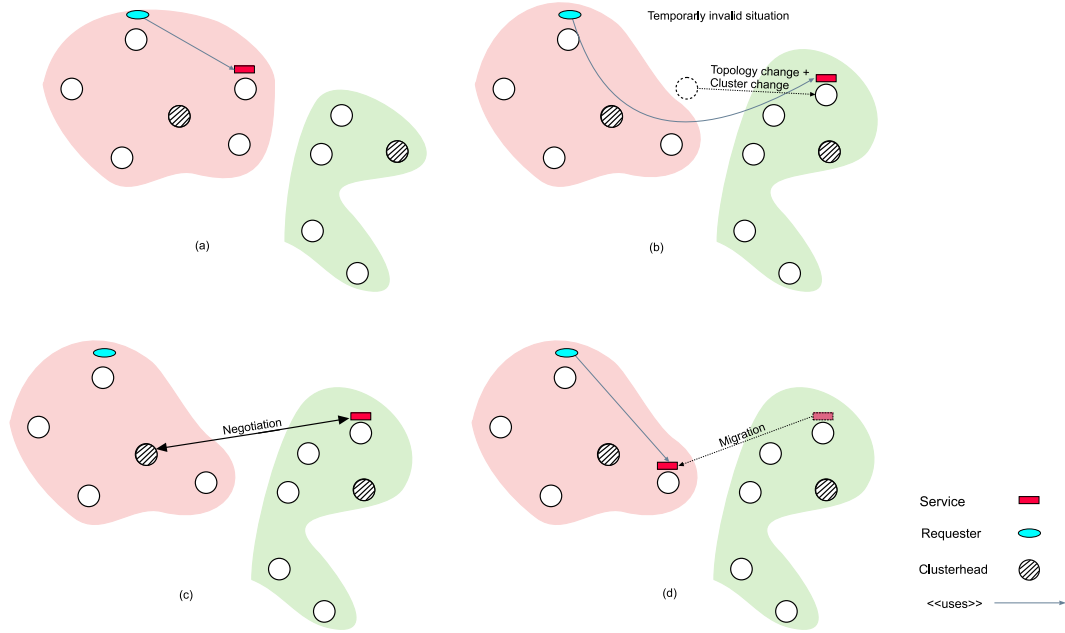 Temporarly invalid situation
Topology change +
Cluster change
(a)
(b)
Negotiation
Migration
(c)
(d)
Service
Requester
Clusterhead
<<uses>>